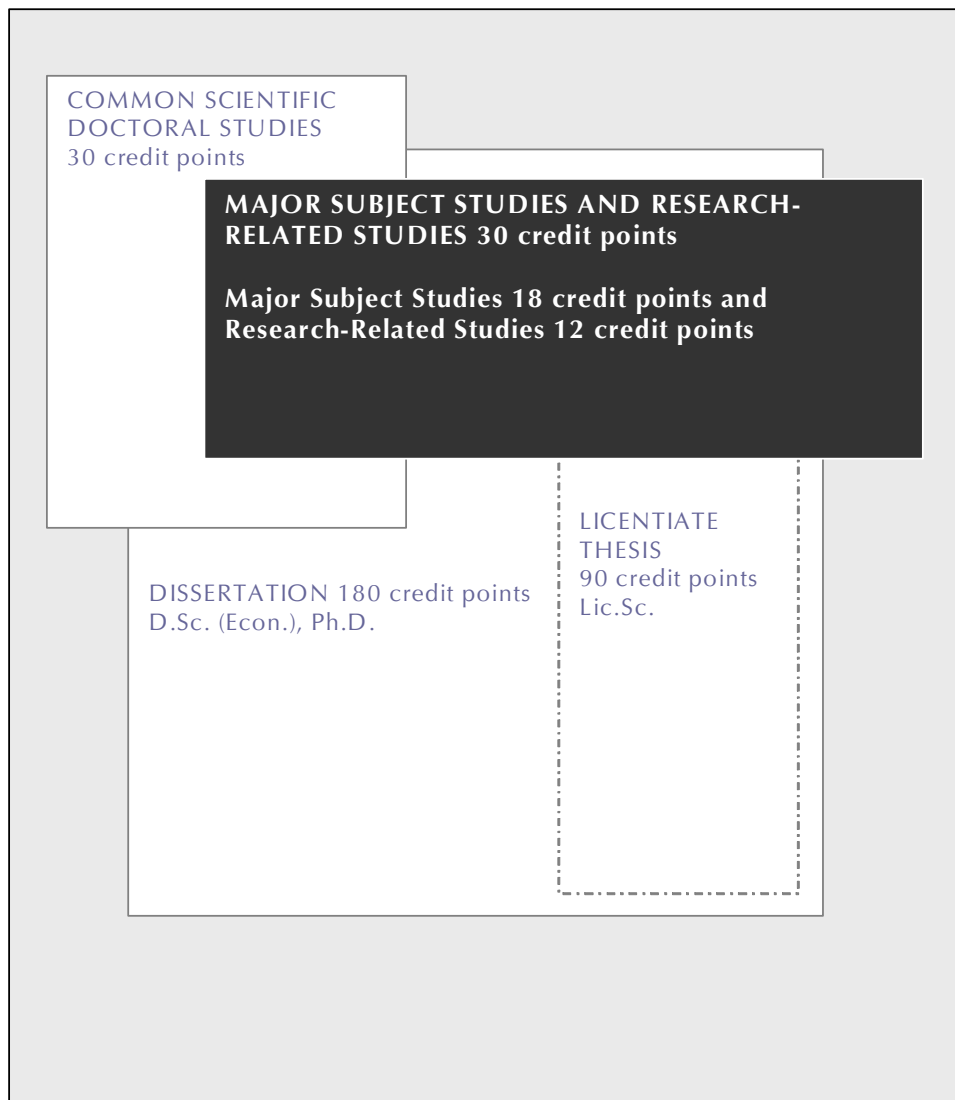 COMMON SCIENTIFIC
DOCTORAL STUDIES
30 credit points
MAJOR SUBJECT STUDIES AND RESEARCH-
RELATED STUDIES 30 credit points
Major Subject Studies 18 credit points and
Research-Related Studies 12 credit points
LICENTIATE
THESIS
90 credit points
Lic.Sc.
DISSERTATION 180 credit points
D.Sc. (Econ.), Ph.D.